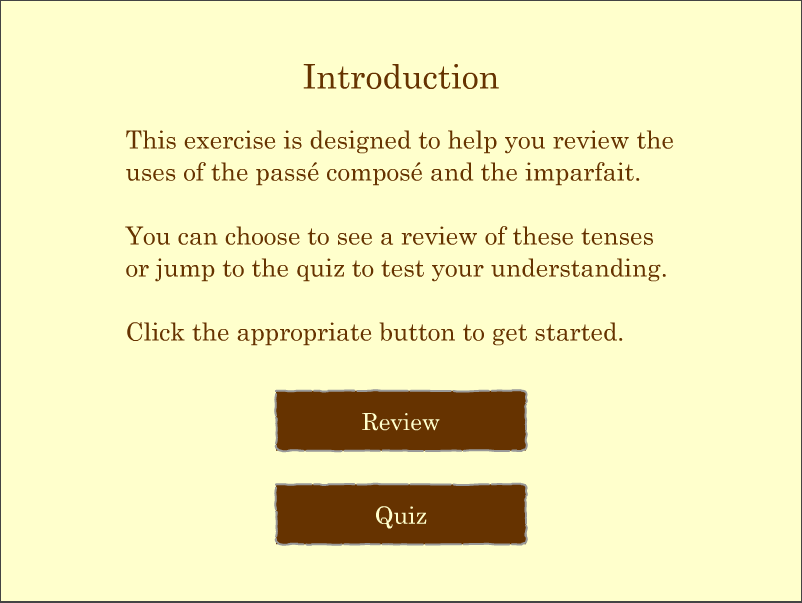 Introduction
This exercise is designed to help you review the
uses of the passé composé and the imparfait.
You can choose to see a review of these tenses
or jump to the quiz to test your understanding.
Click the appropriate button to get started.
Review
Quiz